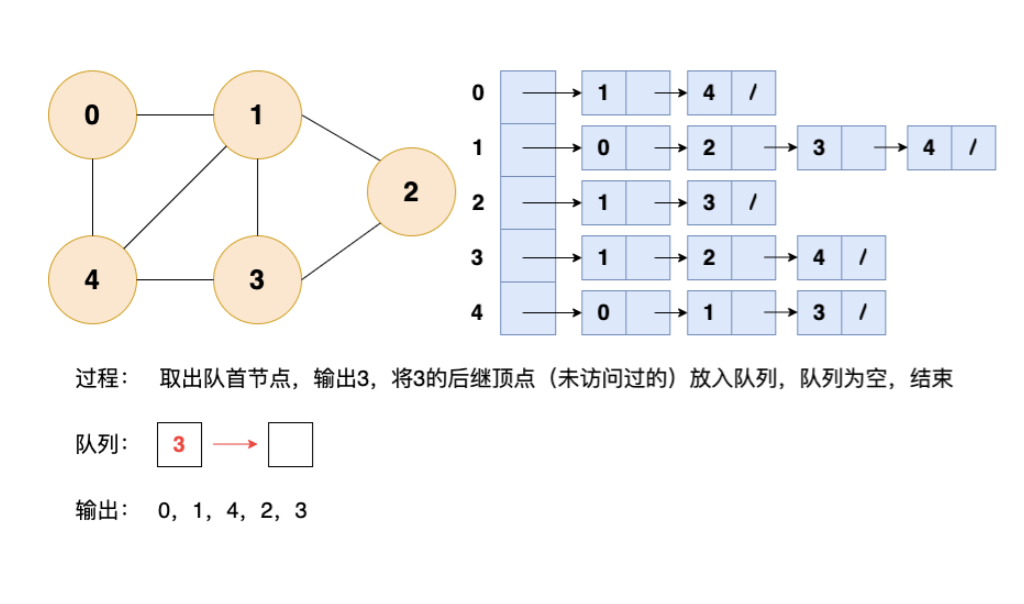 0 1
2
4 3
0 1 4 /
1 0 2 3 4 /
2 1 3 /
3 1 2 4 /
4 0 1 3 /
过程： 取出队首节点，输出3，将3的后继顶点（未访问过的）放入队列，队列为空，结束
队列： 3
输出： 0，1，4，2，3